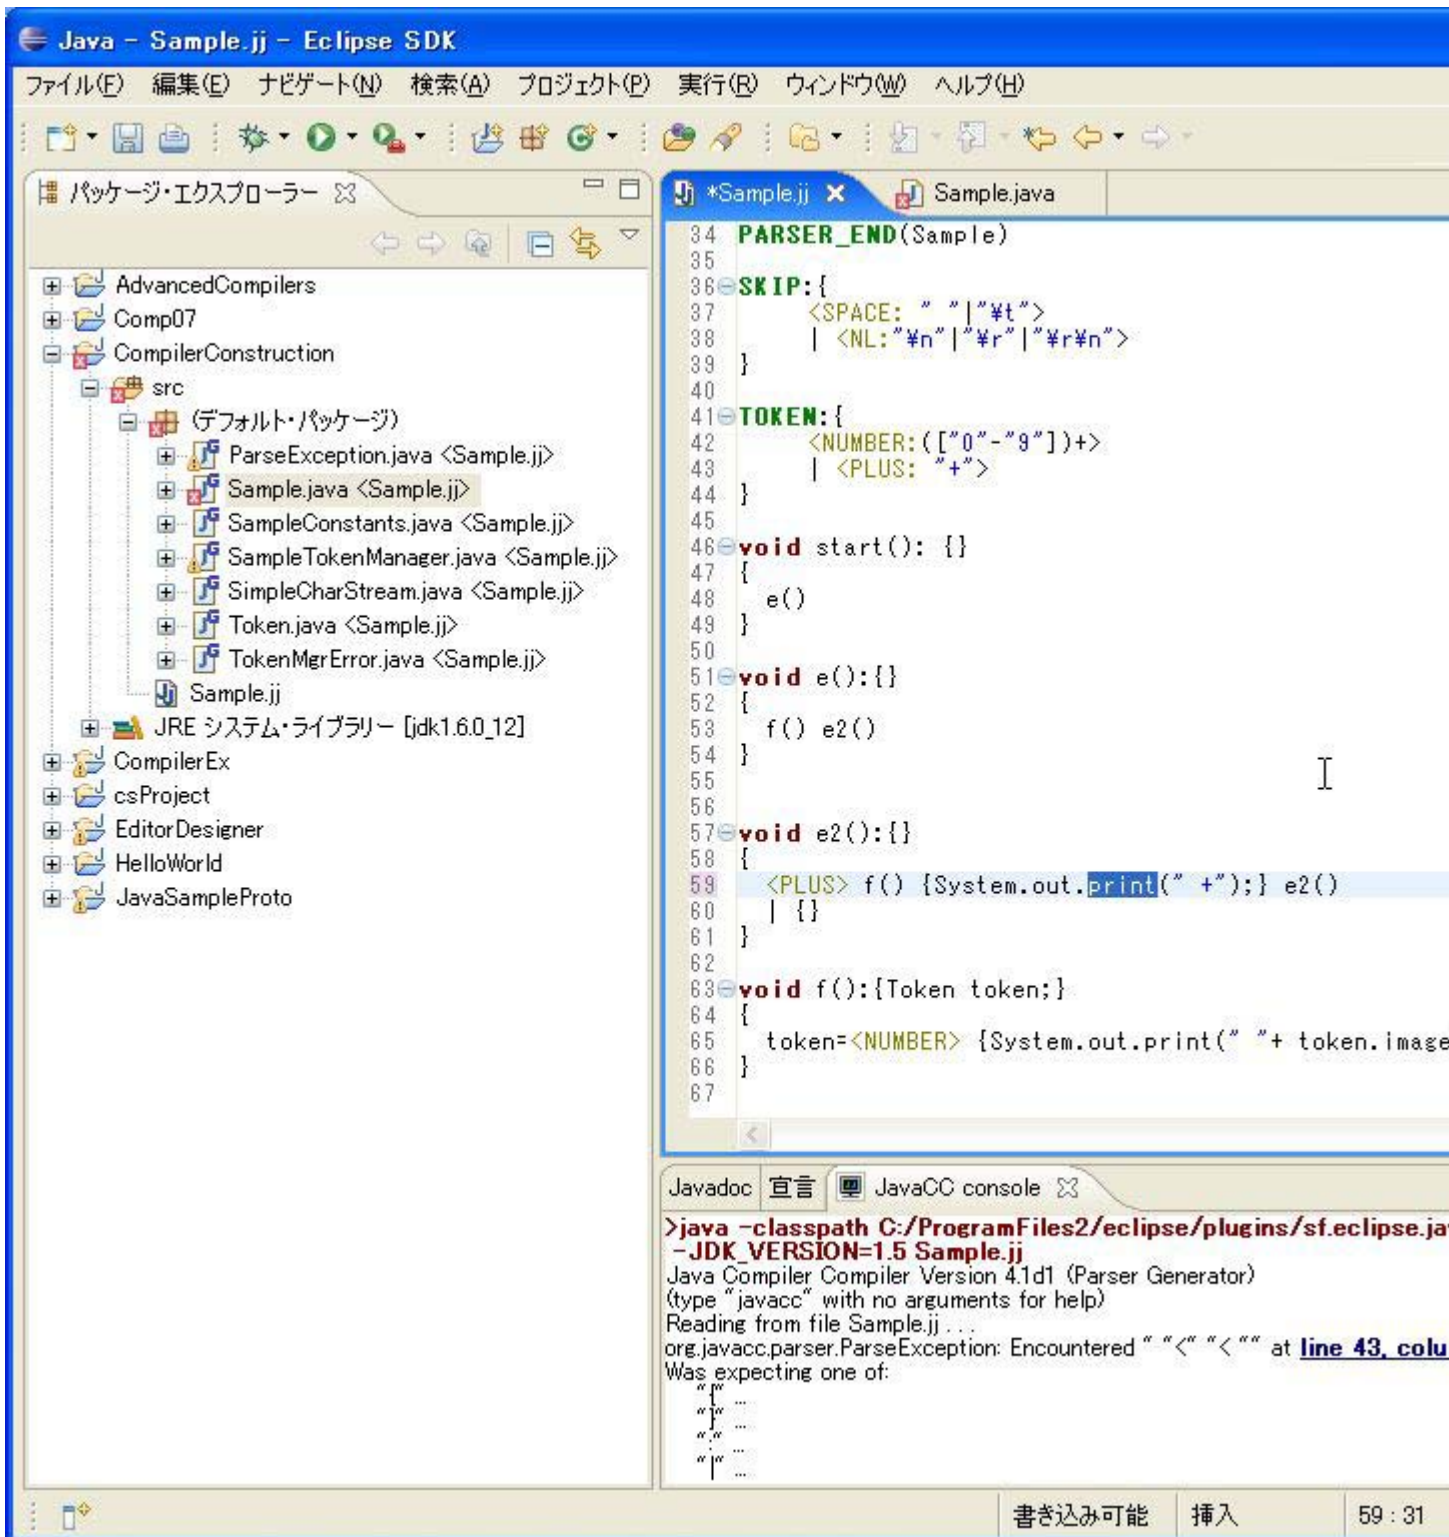 Java - Sample.jj - Eclipse SDK
ファイル(F) 編集(E) ナビゲート(N) 検索(A) プロジェクト(P) 実行(R) ウィンドウ(W) ヘルプ(H)
パッケージ・エクスプローラー
AdvancedCompilers
Comp07
CompilerConstruction
src
(デフォルト・パッケージ)
ParseException.java <Sample.jj>
Sample.java <Sample.jj>
SampleConstants.java <Sample.jj>
SampleTokenManager.java <Sample.jj>
SimpleCharStream.java <Sample.jj>
Token.java <Sample.jj>
TokenMgrError.java <Sample.jj>
Sample.jj
JRE システム・ライブラリー [jdk1.6.0_12]
CompilerEx
csProject
EditorDesigner
HelloWorld
JavaSampleProto
*Sample.jj Sample.java
34 PARSER_END(Sample)
35
36 SKIP:{
37 <SPACE: " "|"¥t">
38 | <NL:"¥n"|"¥r"|"¥r¥n">
39 }
40
41 TOKEN:{
42 <NUMBER:(["0"-"9"])+>
43 | <PLUS: "+">
44 }
45
46 void start(): {}
47 {
48 e()
49 }
50
51 void e():{}
52 {
53 f() e2()
54 }
55
56
57 void e2():{}
58 {
59 <PLUS> f() {System.out.print(" +");} e2()
60 | {}
61 }
62
63 void f():{Token token;}
64 {
65 token=<NUMBER> {System.out.print(" "+ token.image
66 }
67
Javadoc 宣言 JavaCC console
>java -classpath C:/ProgramFiles2/eclipse/plugins/sf.eclipse.ja
-JDK_VERSION=1.5 Sample.jj
Java Compiler Compiler Version 4.1d1 (Parser Generator)
(type "javacc" with no arguments for help)
Reading from file Sample.jj . . .
org.javacc.parser.ParseException: Encountered " "<" "< "" at line 43, colu
Was expecting one of:
"{" ...
"}" ...
":" ...
"|" ...
書き込み可能 挿入 59 : 31